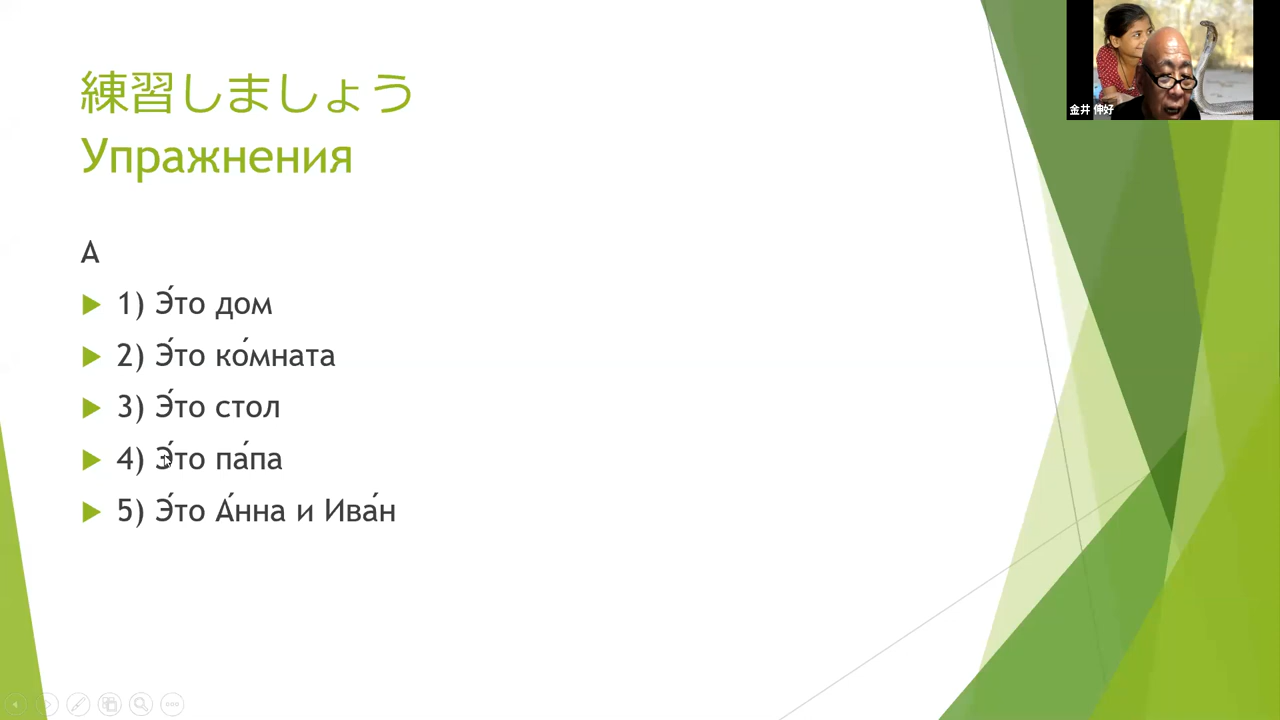 練習しましょう
Упражнения
А
1) Э́то дом
2) Э́то ко́мната
3) Э́то стол
4) Э́то па́па
5) Э́то А́нна и Ива́н
金井 伸好